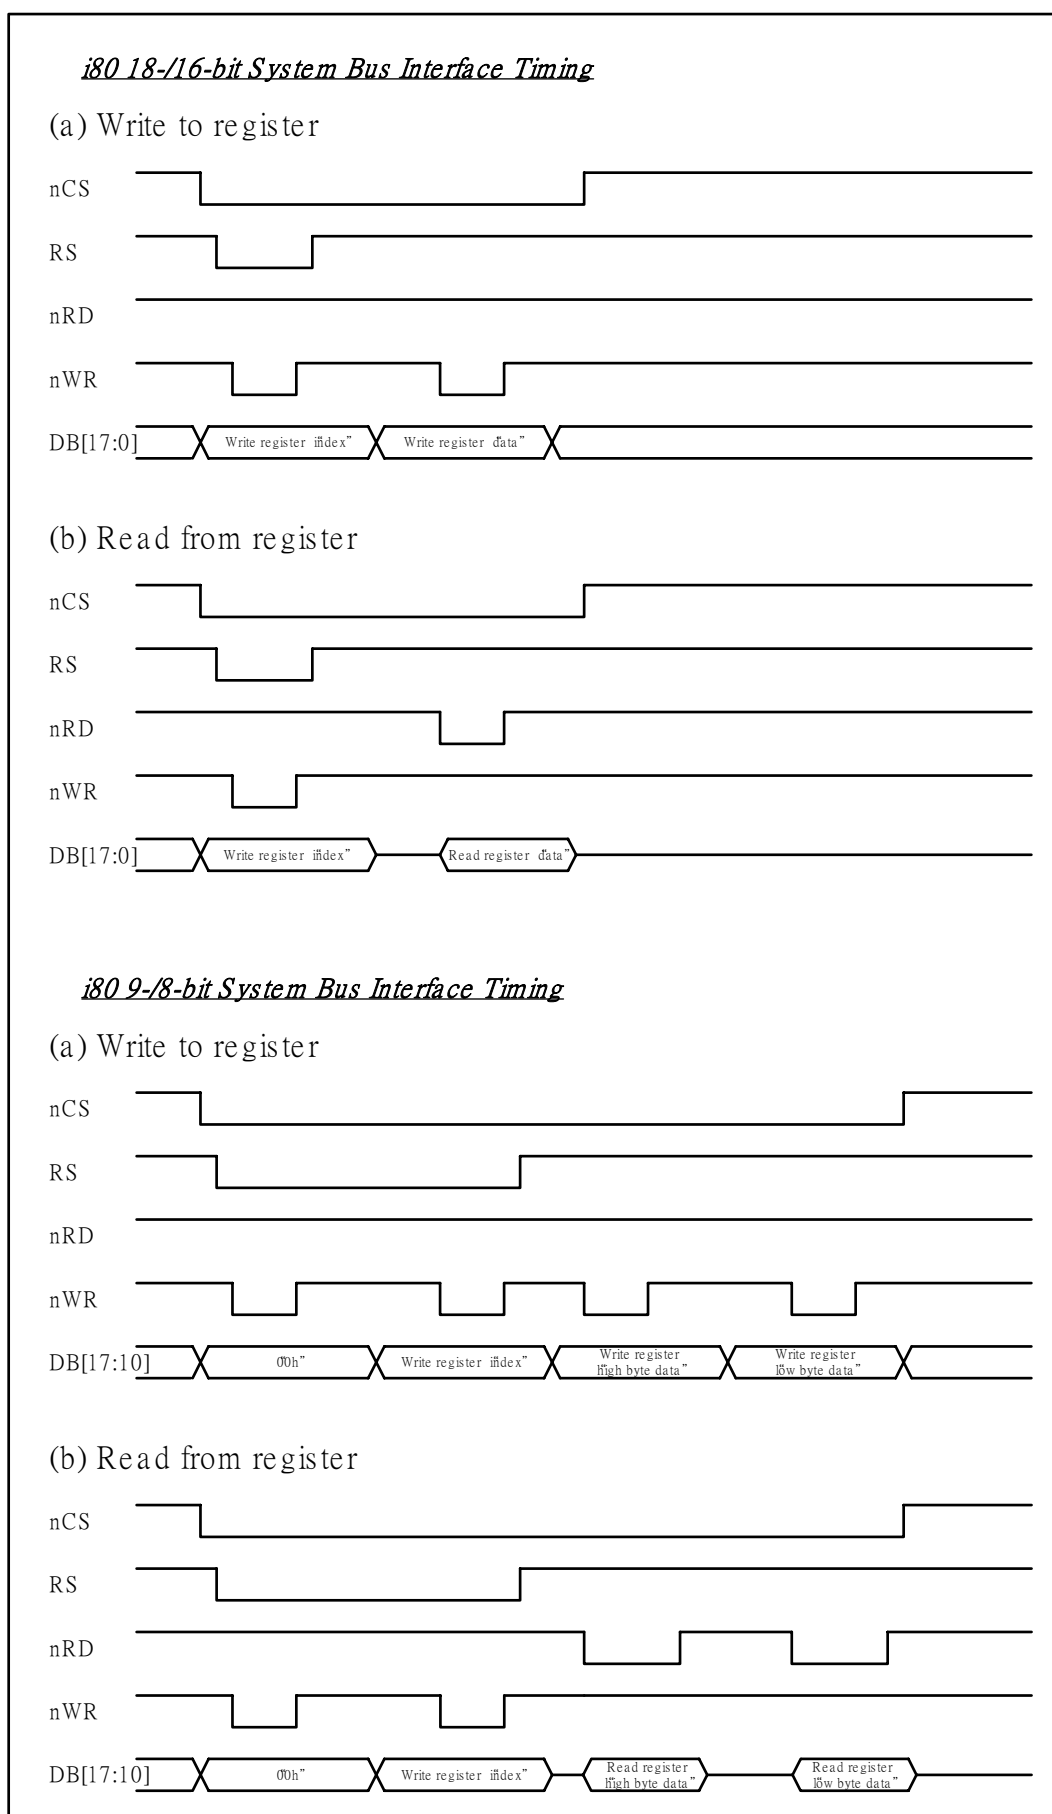 i80 18-/16-bit System Bus Interface Timing
(a) Write to register
nCS
RS
nRD
nWR
DB[17:0]
Write register “index”
Write register “data”
(b) Read from register
nCS
RS
nRD
nWR
DB[17:0]
Write register “index”
Read register “data”
i80 9-/8-bit System Bus Interface Timing
(a) Write to register
nCS
RS
nRD
nWR
DB[17:10]
“00h”
Write register “index”
Write register
“high byte data”
Write register
“low byte data”
(b) Read from register
nCS
RS
nRD
nWR
DB[17:10]
“00h”
Write register “index”
Read register
“high byte data”
Read register
“low byte data”